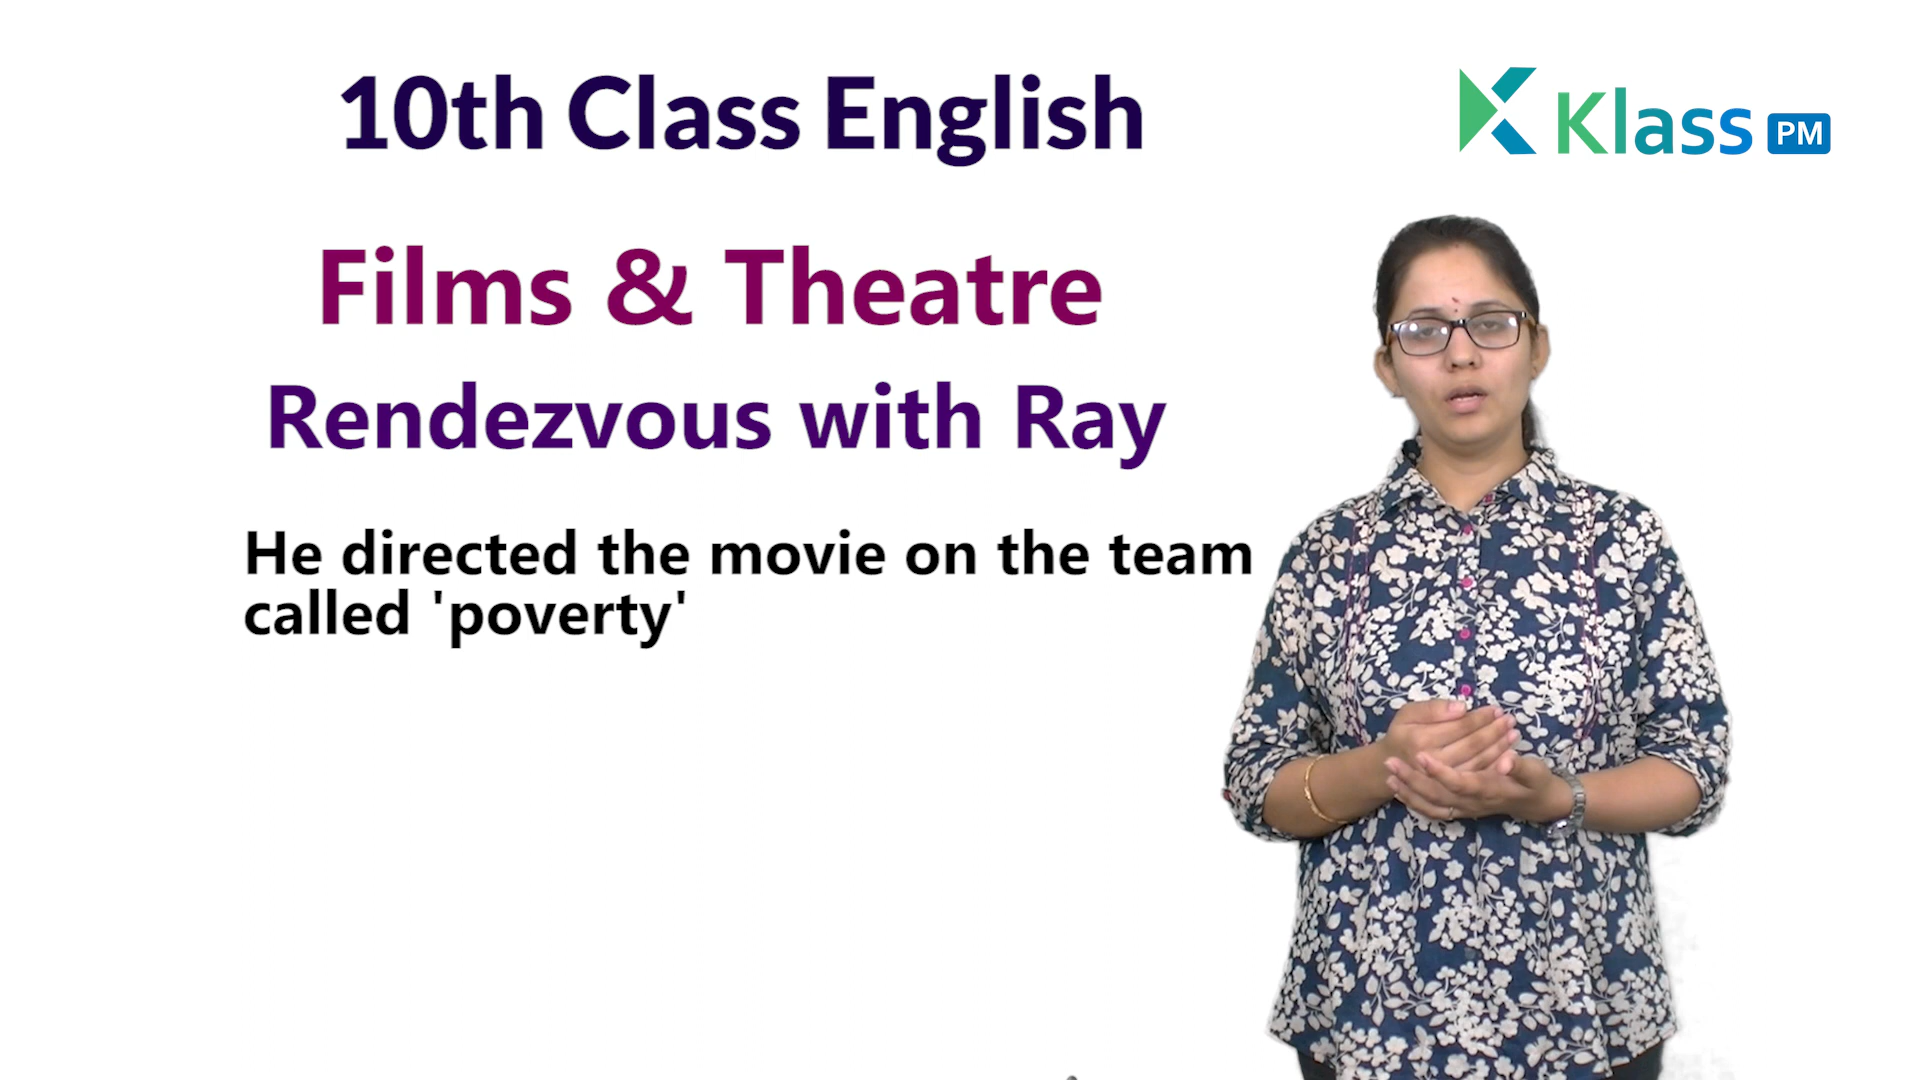 10th Class English
Klass PM
Films & Theatre
Rendezvous with Ray
He directed the movie on the team
called 'poverty'